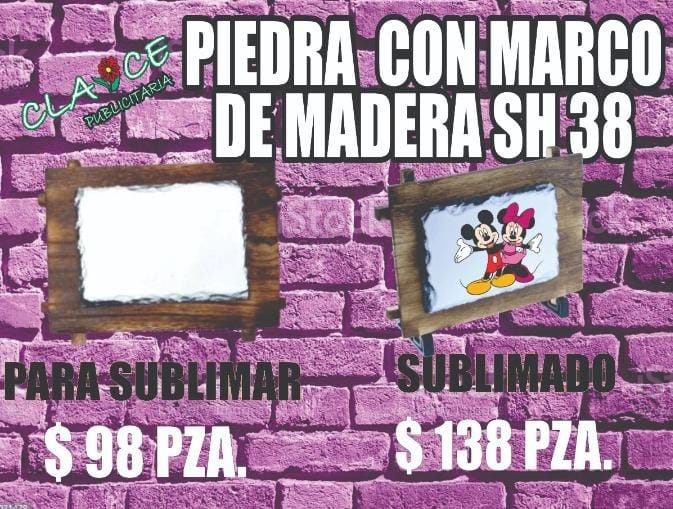 CLA CE
PUBLICITARIA
PIEDRA CON MARCO
DE MADERA SH 38
PARA SUBLIMAR
$ 98 PZA.
SUBLIMADO
$ 138 PZA.